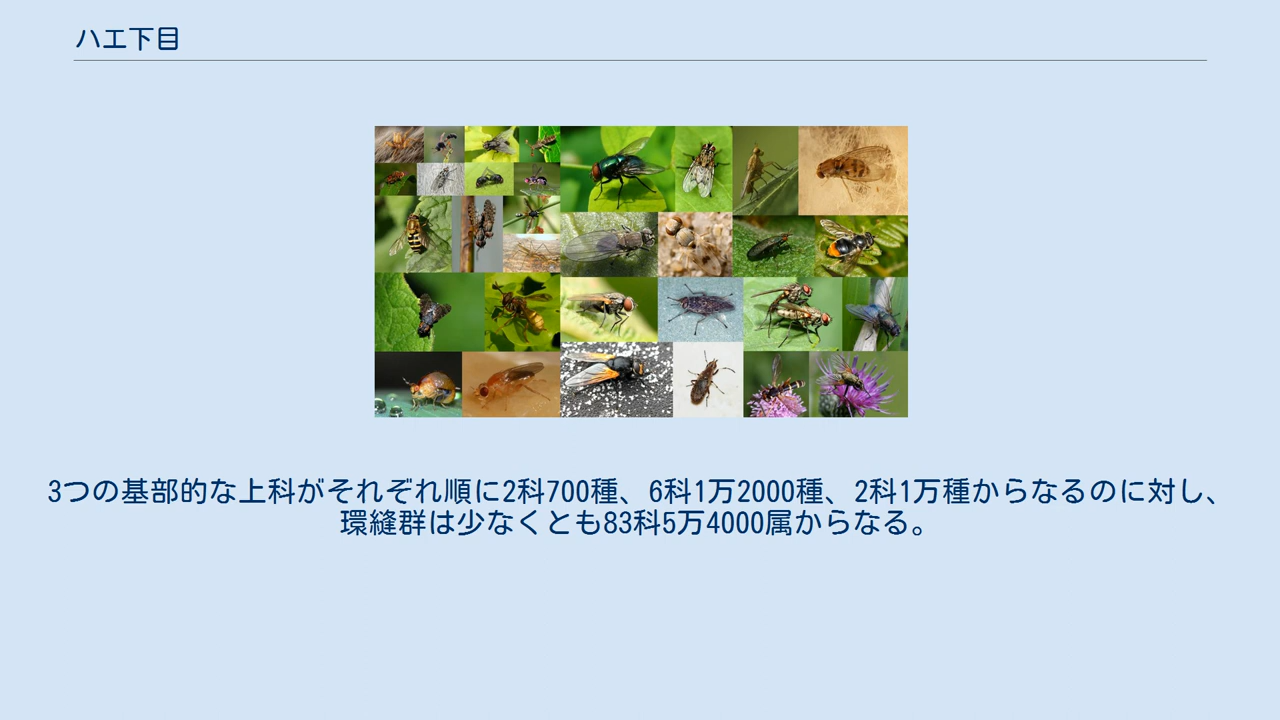 ハエ下目
3つの基部的な上科がそれぞれ順に2科700種、6科1万2000種、2科1万種からなるのに対し、
環縫群は少なくとも83科5万4000属からなる。